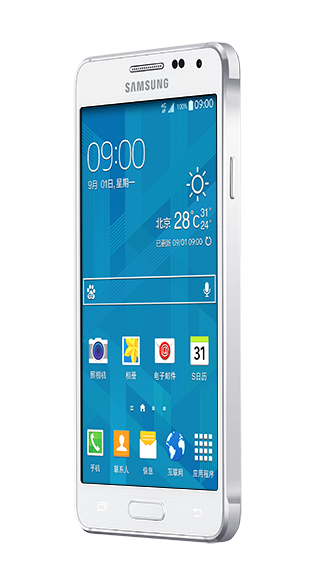 SAMSUNG
4G 100% 09:00
09:00
9月 01日, 星期一
北京 28°C 31° 24°
已更新 09/01 09:00
照相机 相册 电子邮件 31 S日历
手机 联系人 信息 互联网 应用程序